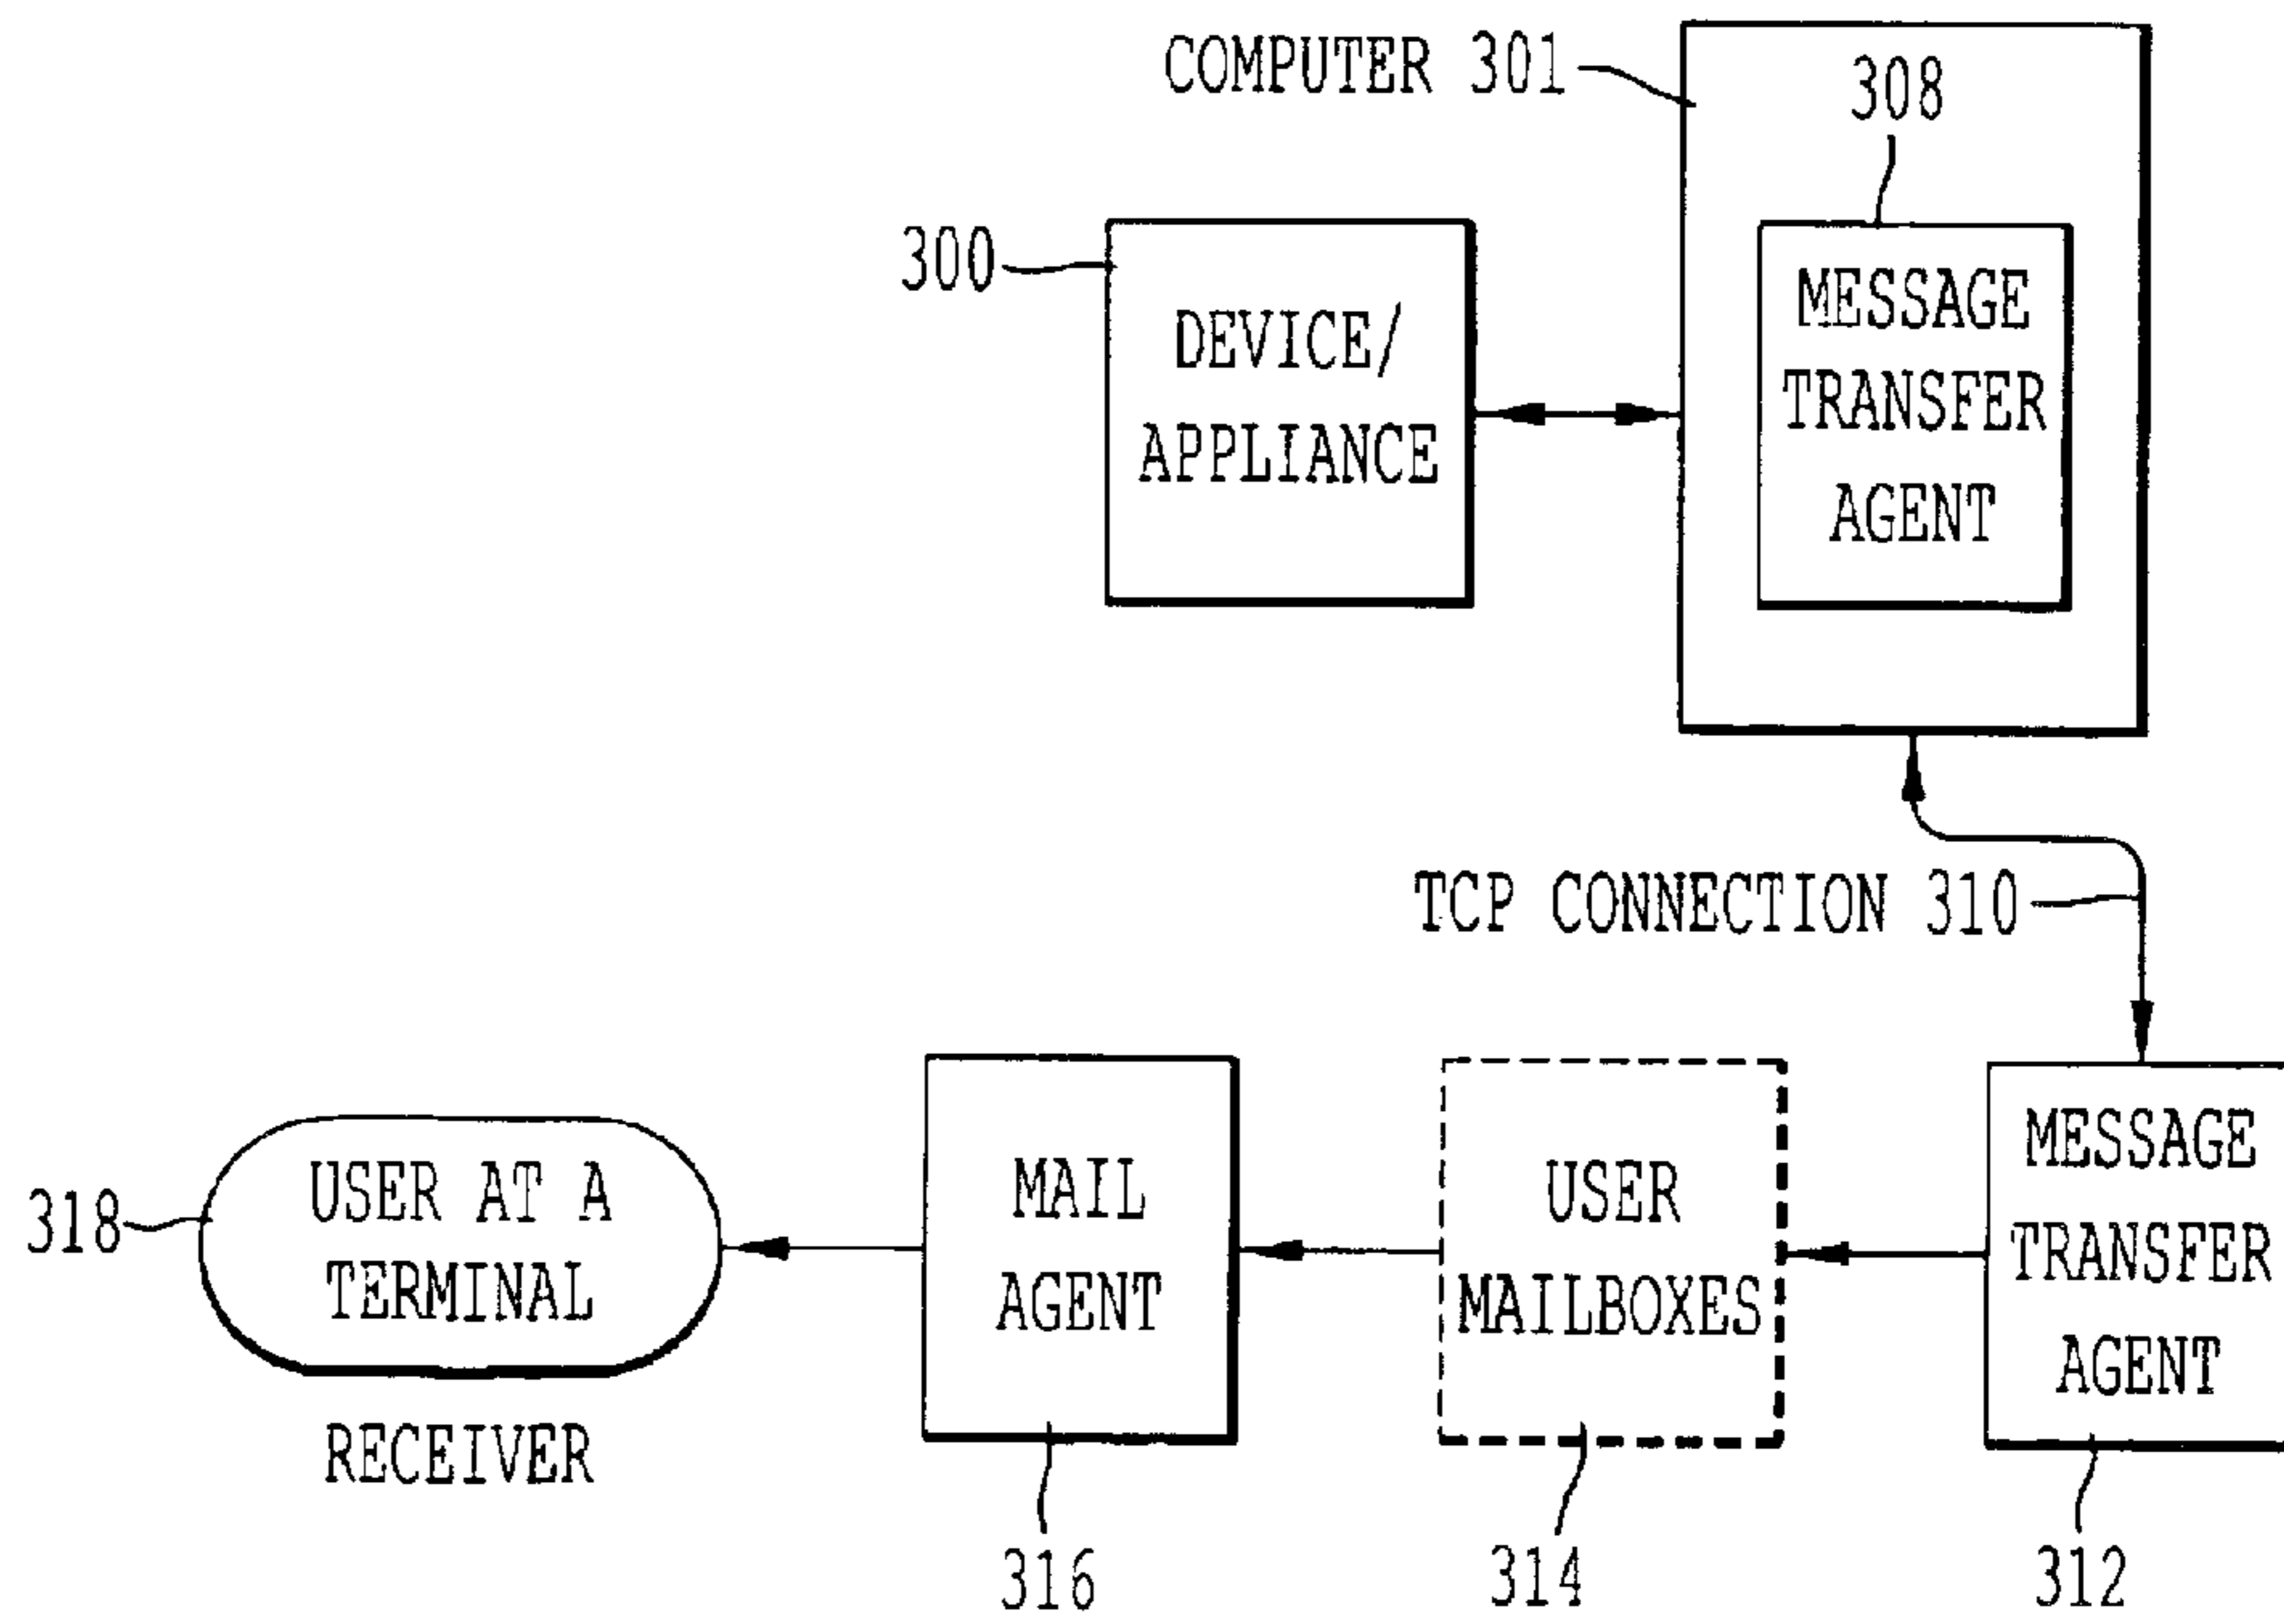 COMPUTER 301
308
300
DEVICE/
APPLIANCE
MESSAGE
TRANSFER
AGENT
TCP CONNECTION 310
318
USER AT A
TERMINAL
RECEIVER
MAIL
AGENT
316
USER
MAILBOXES
314
MESSAGE
TRANSFER
AGENT
312